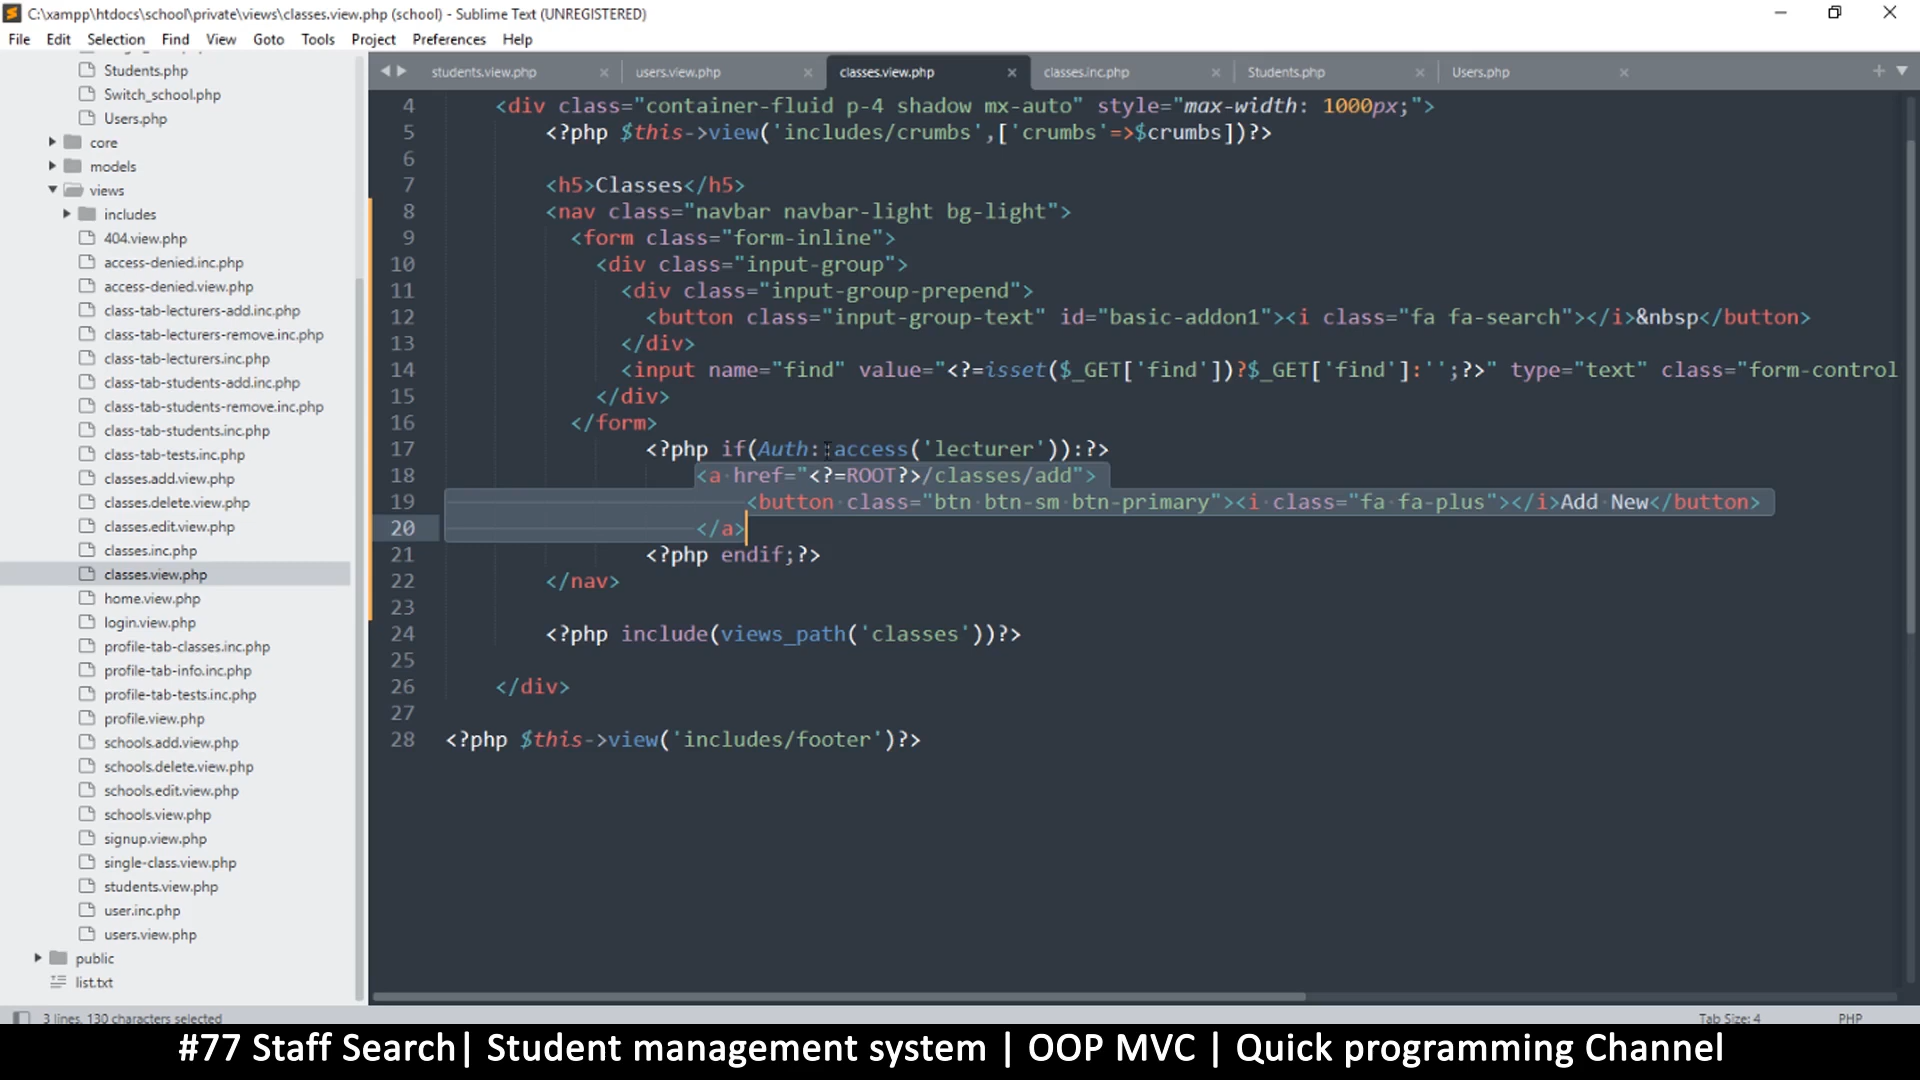 C:\xampp\htdocs\school\private\views\classes.view.php (school) - Sublime Text (UNREGISTERED)
File Edit Selection Find View Goto Tools Project Preferences Help
Students.php
Switch_school.php
Users.php
core
models
views
includes
404.view.php
access-denied.inc.php
access-denied.view.php
class-tab-lecturers-add.inc.php
class-tab-lecturers-remove.inc.php
class-tab-lecturers.inc.php
class-tab-students-add.inc.php
class-tab-students-remove.inc.php
class-tab-students.inc.php
class-tab-tests.inc.php
classes.add.view.php
classes.delete.view.php
classes.edit.view.php
classes.inc.php
classes.view.php
home.view.php
login.view.php
profile-tab-classes.inc.php
profile-tab-info.inc.php
profile-tab-tests.inc.php
profile.view.php
schools.add.view.php
schools.delete.view.php
schools.edit.view.php
schools.view.php
signup.view.php
single-class.view.php
students.view.php
user.inc.php
users.view.php
public
list.txt
students.view.php users.view.php classes.view.php classes.inc.php Students.php Users.php
4 <div class="container-fluid p-4 shadow mx-auto" style="max-width: 1000px;">
5 <?php $this->view('includes/crumbs',['crumbs'=>$crumbs])?>
6
7 <h5>Classes</h5>
8 <nav class="navbar navbar-light bg-light">
9 <form class="form-inline">
10 <div class="input-group">
11 <div class="input-group-prepend">
12 <button class="input-group-text" id="basic-addon1"><i class="fa fa-search"></i>&nbsp</button>
13 </div>
14 <input name="find" value="<?=isset($_GET['find'])?$_GET['find']:'';?>" type="text" class="form-control
15 </div>
16 </form>
17 <?php if(Auth::access('lecturer')):?>
18 <a href="<?=ROOT?>/classes/add">
19 <button class="btn btn-sm btn-primary"><i class="fa fa-plus"></i>Add New</button>
20 </a>
21 <?php endif;?>
22 </nav>
23
24 <?php include(views_path('classes'))?>
25
26 </div>
27
28 <?php $this->view('includes/footer')?>
3 lines, 130 characters selected Tab Size: 4 PHP
#77 Staff Search| Student management system | OOP MVC | Quick programming Channel